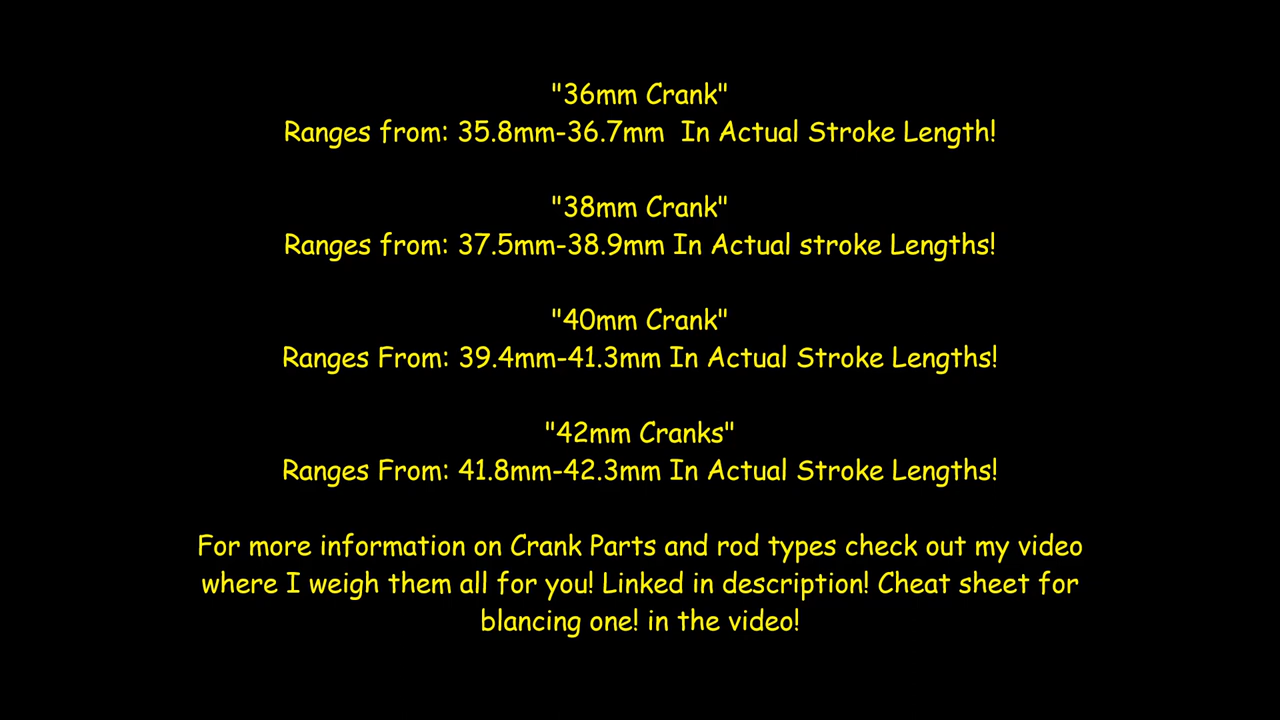 "36mm Crank"
Ranges from: 35.8mm-36.7mm  In Actual Stroke Length!
"38mm Crank"
Ranges from: 37.5mm-38.9mm In Actual stroke Lengths!
"40mm Crank"
Ranges From: 39.4mm-41.3mm In Actual Stroke Lengths!
"42mm Cranks"
Ranges From: 41.8mm-42.3mm In Actual Stroke Lengths!
For more information on Crank Parts and rod types check out my video
where I weigh them all for you! Linked in description! Cheat sheet for
blancing one! in the video!